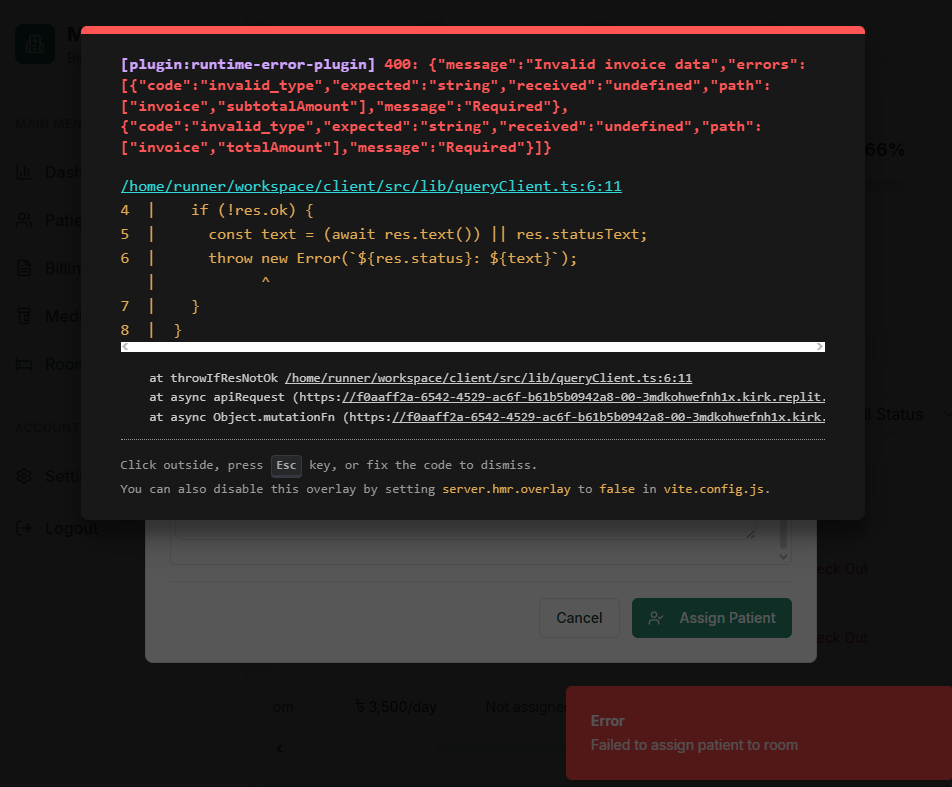 [plugin:runtime-error-plugin] 400: {"message":"Invalid invoice data","errors":
[{"code":"invalid_type","expected":"string","received":"undefined","path":
["invoice","subtotalAmount"],"message":"Required"},
{"code":"invalid_type","expected":"string","received":"undefined","path":
["invoice","totalAmount"],"message":"Required"}]}
/home/runner/workspace/client/src/lib/queryClient.ts:6:11
4 | if (!res.ok) {
5 | const text = (await res.text()) || res.statusText;
6 | throw new Error(`${res.status}: ${text}`);
| ^
7 | }
8 | }
at throwIfResNotOk /home/runner/workspace/client/src/lib/queryClient.ts:6:11
at async apiRequest (https://f0aaff2a-6542-4529-ac6f-b61b5b0942a8-00-3mdkohwefnh1x.kirk.replit.
at async Object.mutationFn (https://f0aaff2a-6542-4529-ac6f-b61b5b0942a8-00-3mdkohwefnh1x.kirk.
Click outside, press Esc key, or fix the code to dismiss.
You can also disable this overlay by setting server.hmr.overlay to false in vite.config.js.
MAIN MEN
Dash
Patie
Billin
Med
Room
ACCOUNT
Setti
Logout
66%
ll Status
eck Out
Cancel
Assign Patient
eck Out
om
৳ 3,500/day
Not assigne
Error
Failed to assign patient to room